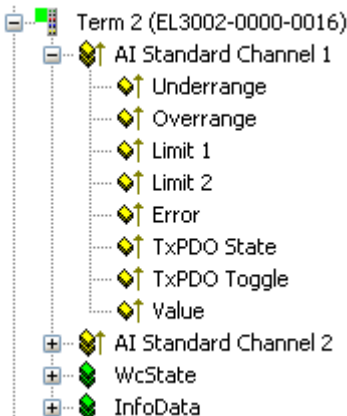 Term 2 (EL3002-0000-0016)
AI Standard Channel 1
Underrange
Overrange
Limit 1
Limit 2
Error
TxPDO State
TxPDO Toggle
Value
AI Standard Channel 2
WcState
InfoData